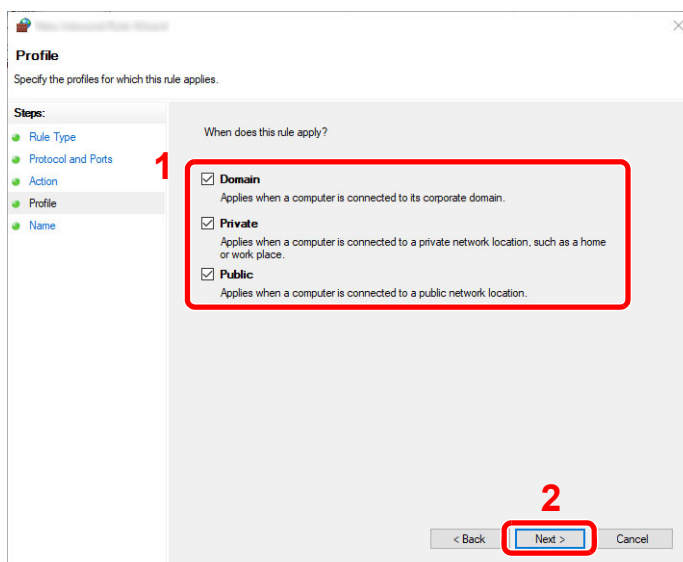 Profile
Specify the profiles for which this rule applies.
Steps:
Rule Type
Protocol and Ports
Action
Profile
Name
When does this rule apply?
1
Domain
Applies when a computer is connected to its corporate domain.
Private
Applies when a computer is connected to a private network location, such as a home
or work place.
Public
Applies when a computer is connected to a public network location.
2
< Back
Next >
Cancel